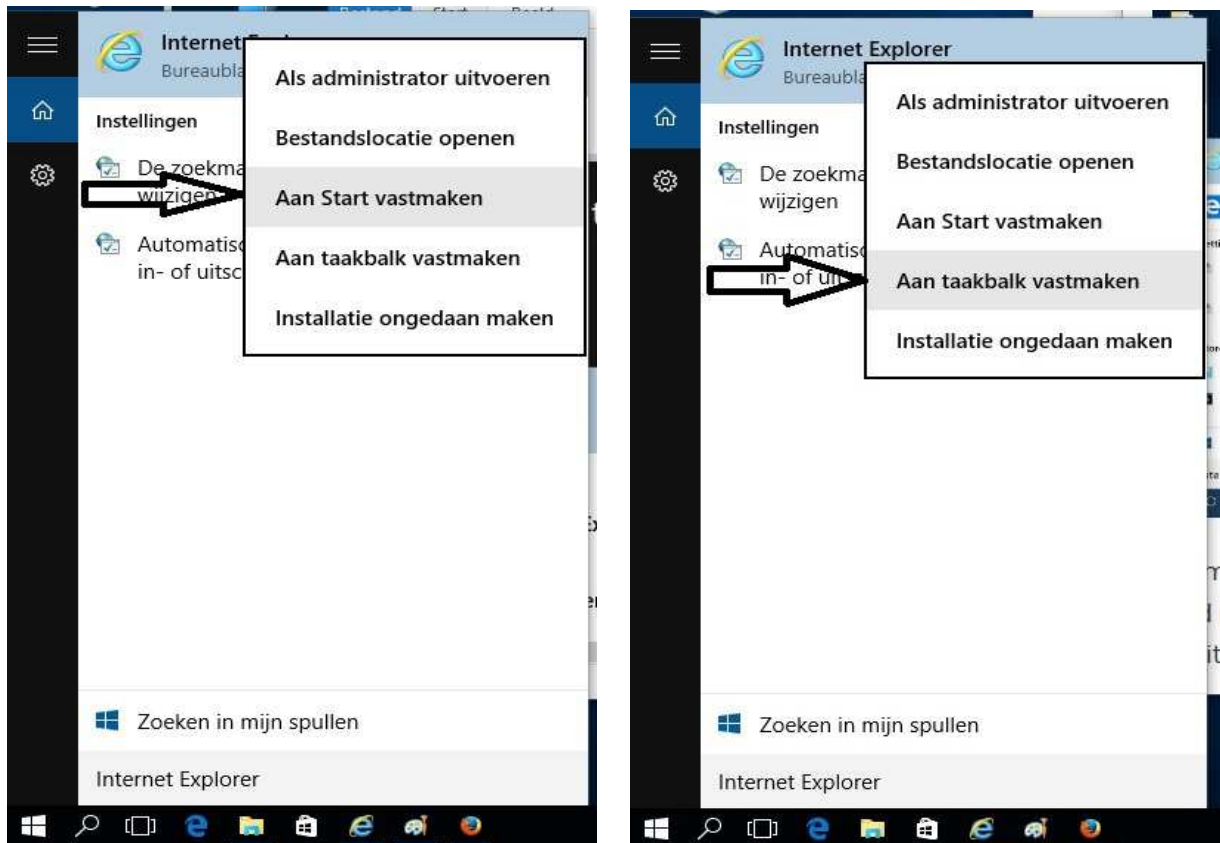 Bestand Start Beeld
Internet
Bureaubla
Als administrator uitvoeren
Instellingen
Bestandslocatie openen
De zoekma
wijzigen
Aan Start vastmaken
Automatisc
in- of uitsc
Aan taakbalk vastmaken
Installatie ongedaan maken
Zoeken in mijn spullen
Internet Explorer
Internet Explorer
Bureaubla
Als administrator uitvoeren
Instellingen
Bestandslocatie openen
De zoekma
wijzigen
Aan Start vastmaken
Automatisc
in- of uit
Aan taakbalk vastmaken
Installatie ongedaan maken
Zoeken in mijn spullen
Internet Explorer